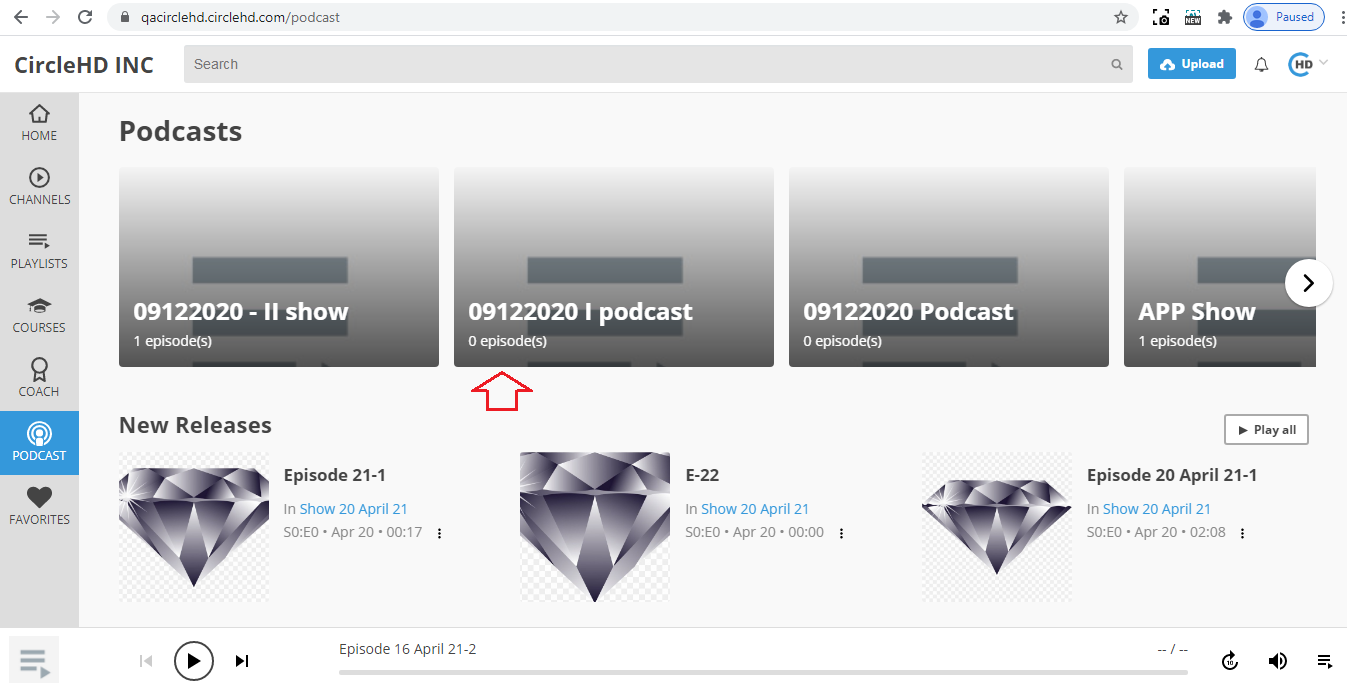 qacirclehd.circlehd.com/podcast
NEW
Paused
CircleHD INC
Search
Upload
HD
HOME
CHANNELS
PLAYLISTS
COURSES
COACH
PODCAST
FAVORITES
Podcasts
09122020 - II show
1 episode(s)
09122020 I podcast
0 episode(s)
09122020 Podcast
0 episode(s)
APP Show
1 episode(s)
New Releases
Play all
Episode 21-1
In Show 20 April 21
S0:E0 • Apr 20 • 00:17
E-22
In Show 20 April 21
S0:E0 • Apr 20 • 00:00
Episode 20 April 21-1
In Show 20 April 21
S0:E0 • Apr 20 • 02:08
Episode 16 April 21-2
-- / --
10